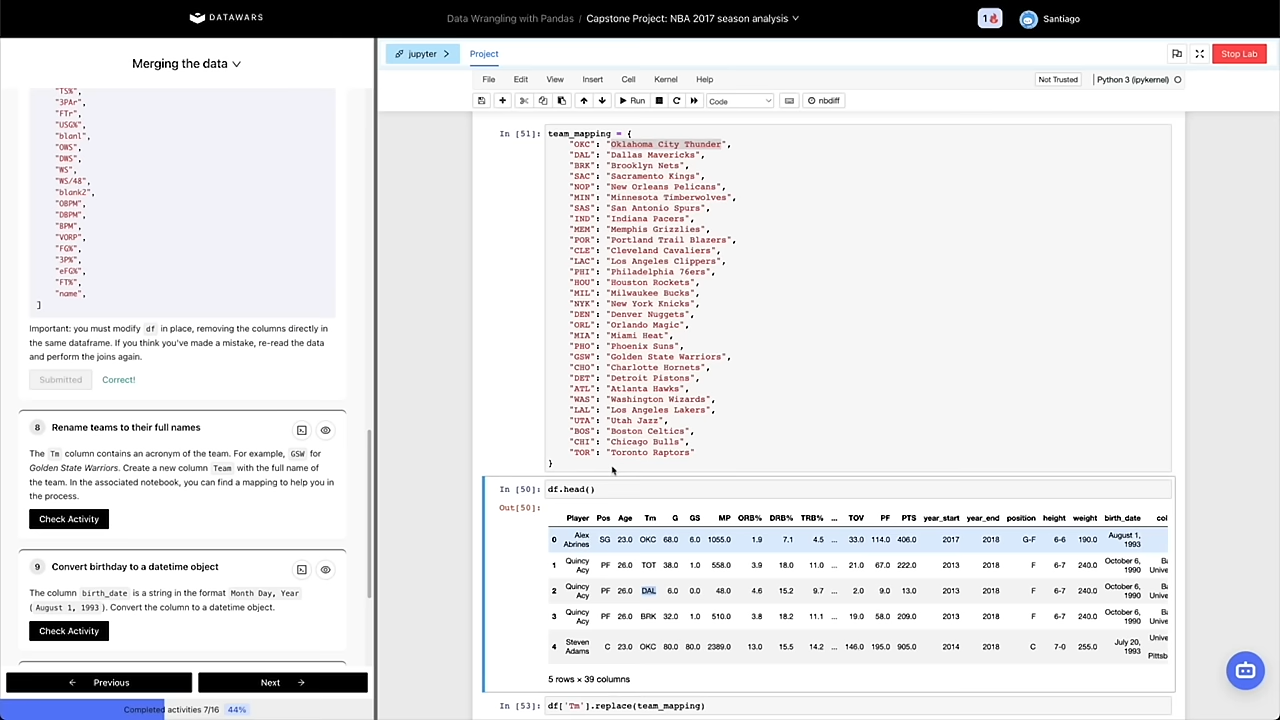 DATAWARS
Data Wrangling with Pandas / Capstone Project: NBA 2017 season analysis
1
Santiago
Merging the data
jupyter
Project
Stop Lab
File Edit View Insert Cell Kernel Help
Not Trusted
Python 3 (ipykernel)
Run
Code
nbdiff
"TS%",
"3PAr",
"FTr",
"USG%",
"blanl",
"OWS",
"DWS",
"WS",
"WS/48",
"blank2",
"OBPM",
"DBPM",
"BPM",
"VORP",
"FG%",
"3P%",
"eFG%",
"FT%",
"name",
]
Important: you must modify df in place, removing the columns directly in
the same dataframe. If you think you've made a mistake, re-read the data
and perform the joins again.
Submitted
Correct!
8 Rename teams to their full names
The Tm column contains an acronym of the team. For example, GSW for
Golden State Warriors. Create a new column Team with the full name of
the team. In the associated notebook, you can find a mapping to help you in
the process.
Check Activity
9 Convert birthday to a datetime object
The column birth_date is a string in the format Month Day, Year
(August 1, 1993). Convert the column to a datetime object.
Check Activity
Previous
Next
Completed activities 7/16 44%
In [51]: team_mapping = {
"OKC": "Oklahoma City Thunder",
"DAL": "Dallas Mavericks",
"BRK": "Brooklyn Nets",
"SAC": "Sacramento Kings",
"NOP": "New Orleans Pelicans",
"MIN": "Minnesota Timberwolves",
"SAS": "San Antonio Spurs",
"IND": "Indiana Pacers",
"MEM": "Memphis Grizzlies",
"POR": "Portland Trail Blazers",
"CLE": "Cleveland Cavaliers",
"LAC": "Los Angeles Clippers",
"PHI": "Philadelphia 76ers",
"HOU": "Houston Rockets",
"MIL": "Milwaukee Bucks",
"NYK": "New York Knicks",
"DEN": "Denver Nuggets",
"ORL": "Orlando Magic",
"MIA": "Miami Heat",
"PHO": "Phoenix Suns",
"GSW": "Golden State Warriors",
"CHO": "Charlotte Hornets",
"DET": "Detroit Pistons",
"ATL": "Atlanta Hawks",
"WAS": "Washington Wizards",
"LAL": "Los Angeles Lakers",
"UTA": "Utah Jazz",
"BOS": "Boston Celtics",
"CHI": "Chicago Bulls",
"TOR": "Toronto Raptors"
}
In [50]: df.head()
Out[50]:
Player Pos Age Tm G GS MP ORB% DRB% TRB% ... TOV PF PTS year_start year_end position height weight birth_date col
0 Alex Abrines SG 23.0 OKC 68.0 6.0 1055.0 1.9 7.1 4.5 ... 33.0 114.0 406.0 2017 2018 G-F 6-6 190.0 August 1, 1993
1 Quincy Acy PF 26.0 TOT 38.0 1.0 558.0 3.9 18.0 11.0 ... 21.0 67.0 222.0 2013 2018 F 6-7 240.0 October 6, 1990 Ba Unive
2 Quincy Acy PF 26.0 DAL 6.0 0.0 48.0 4.6 15.2 9.7 ... 2.0 9.0 13.0 2013 2018 F 6-7 240.0 October 6, 1990 Ba Unive
3 Quincy Acy PF 26.0 BRK 32.0 1.0 510.0 3.8 18.2 11.1 ... 19.0 58.0 209.0 2013 2018 F 6-7 240.0 October 6, 1990 Ba Unive
4 Steven Adams C 23.0 OKC 80.0 80.0 2389.0 13.0 15.5 14.2 ... 146.0 195.0 905.0 2014 2018 C 7-0 255.0 July 20, 1993 Unive Pittsb
5 rows × 39 columns
In [53]: df['Tm'].replace(team_mapping)